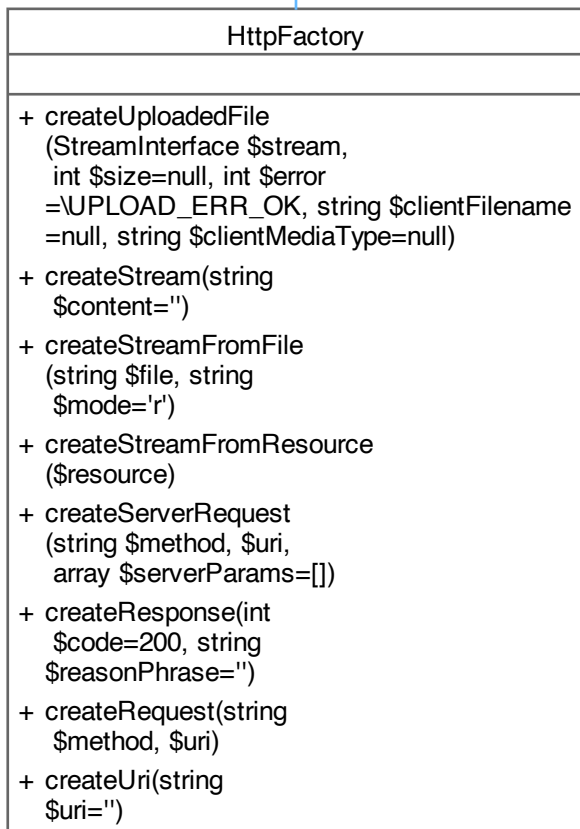 HttpFactory
+ createUploadedFile
(StreamInterface $stream,
int $size=null, int $error
=\UPLOAD_ERR_OK, string $clientFilename
=null, string $clientMediaType=null)
+ createStream(string
$content='')
+ createStreamFromFile
(string $file, string
$mode='r')
+ createStreamFromResource
($resource)
+ createServerRequest
(string $method, $uri,
array $serverParams=[])
+ createResponse(int
$code=200, string
$reasonPhrase='')
+ createRequest(string
$method, $uri)
+ createUri(string
$uri='')